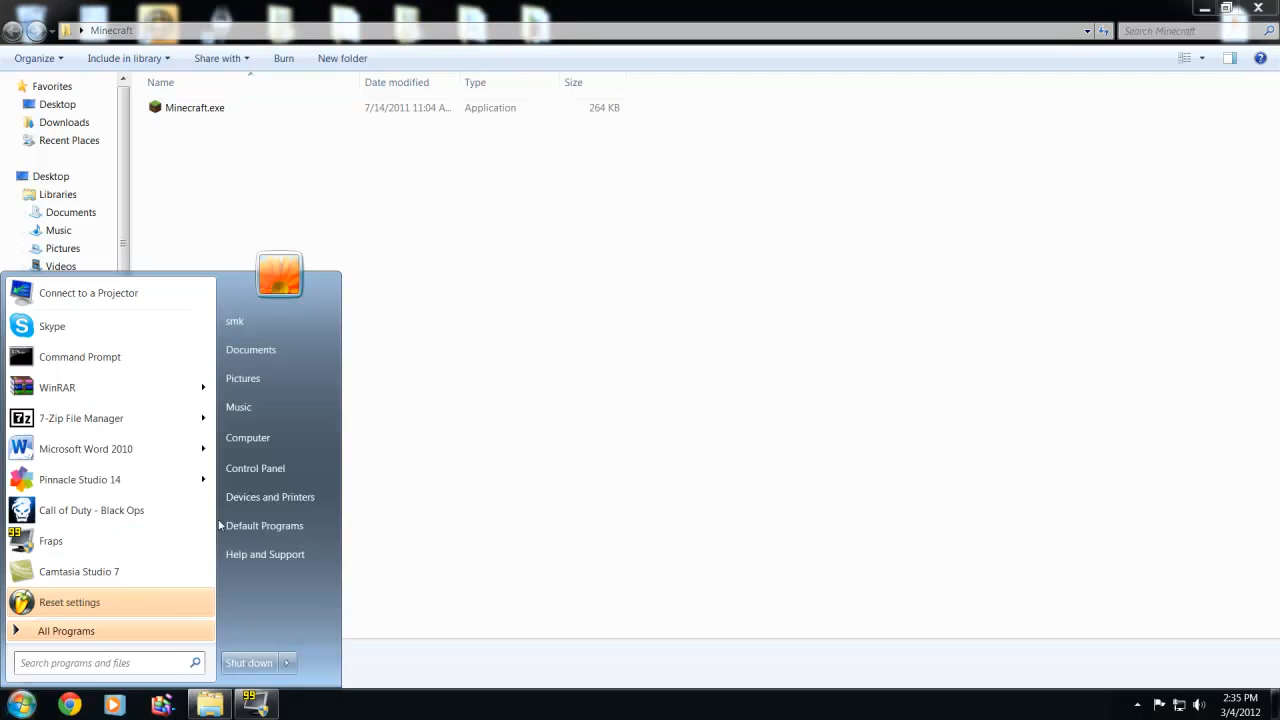 Minecraft
Search Minecraft
Organize
Include in library
Share with
Burn
New folder
Name
Date modified
Type
Size
Favorites
Desktop
Downloads
Recent Places
Desktop
Libraries
Documents
Music
Pictures
Videos
Minecraft.exe
7/14/2011 11:04 A...
Application
264 KB
Connect to a Projector
Skype
Command Prompt
WinRAR
7-Zip File Manager
Microsoft Word 2010
Pinnacle Studio 14
Call of Duty - Black Ops
99
Fraps
Camtasia Studio 7
Reset settings
All Programs
Search programs and files
smk
Documents
Pictures
Music
Computer
Control Panel
Devices and Printers
Default Programs
Help and Support
Shut down
99
2:35 PM
3/4/2012